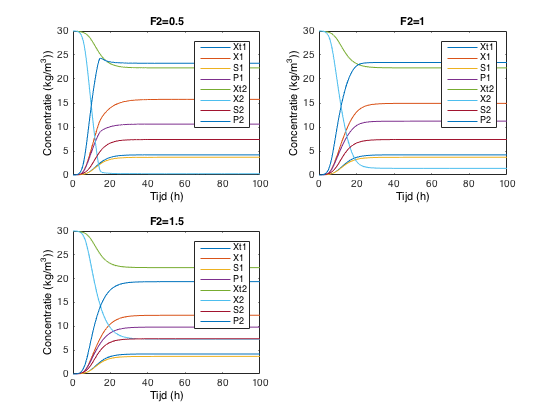 F2=0.5
Concentratie (kg/m³))
30
25
20
15
10
5
0
0 20 40 60 80 100
Tijd (h)
Xt1
X1
S1
P1
Xt2
X2
S2
P2
F2=1
Concentratie (kg/m³))
30
25
20
15
10
5
0
0 20 40 60 80 100
Tijd (h)
Xt1
X1
S1
P1
Xt2
X2
S2
P2
F2=1.5
Concentratie (kg/m³))
30
25
20
15
10
5
0
0 20 40 60 80 100
Tijd (h)
Xt1
X1
S1
P1
Xt2
X2
S2
P2